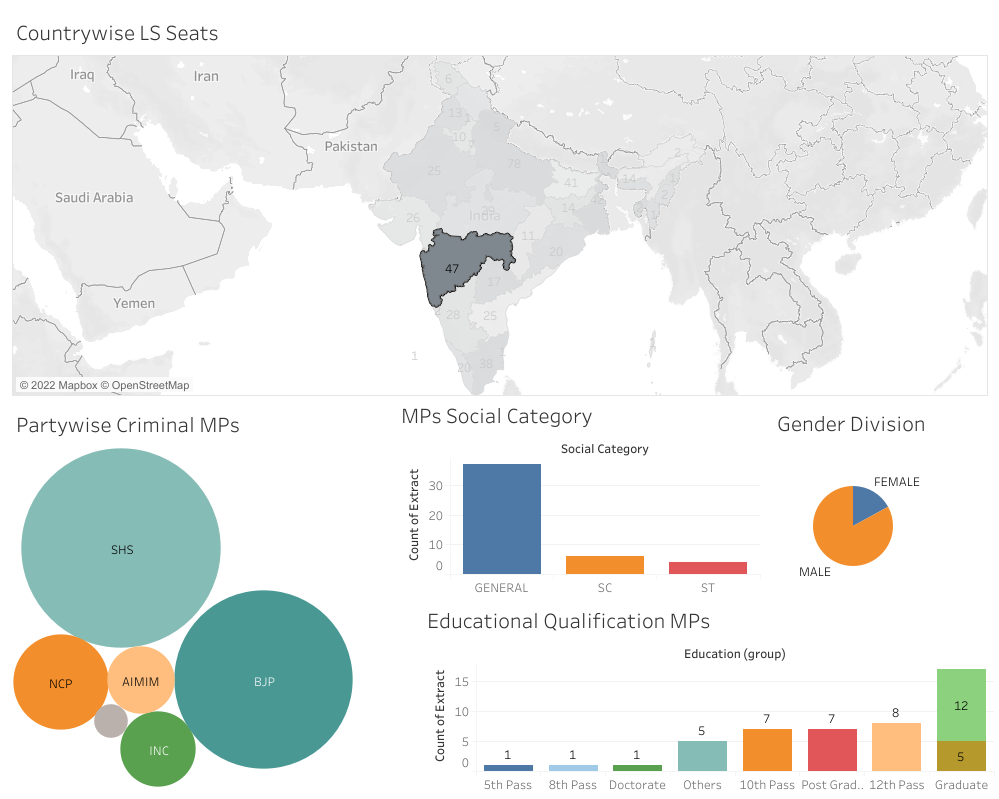 Countrywise LS Seats
Iraq
Iran
6
13
5
10
Pakistan
78
25
2
41
14
Saudi Arabia
14
26
India
11
20
47
17
Yemen
28
25
1
20
38
© 2022 Mapbox © OpenStreetMap
Partywise Criminal MPs
SHS
NCP
AIMIM
BJP
INC
MPs Social Category
Social Category
Count of Extract
30
20
10
0
GENERAL
SC
ST
Gender Division
FEMALE
MALE
Educational Qualification MPs
Education (group)
Count of Extract
15
10
5
0
1
1
1
5
7
7
8
12
5
5th Pass
8th Pass
Doctorate
Others
10th Pass
Post Grad..
12th Pass
Graduate